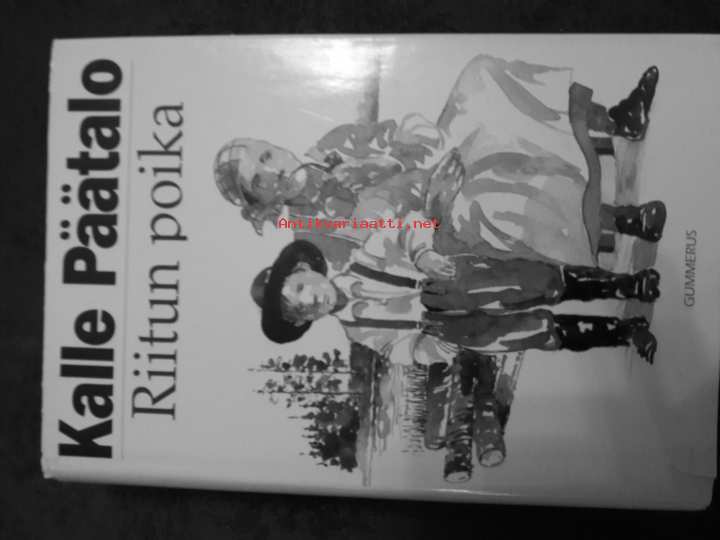 Kalle Päätalo
Riitun poika
Antikvariaatti.net
GUMMERUS